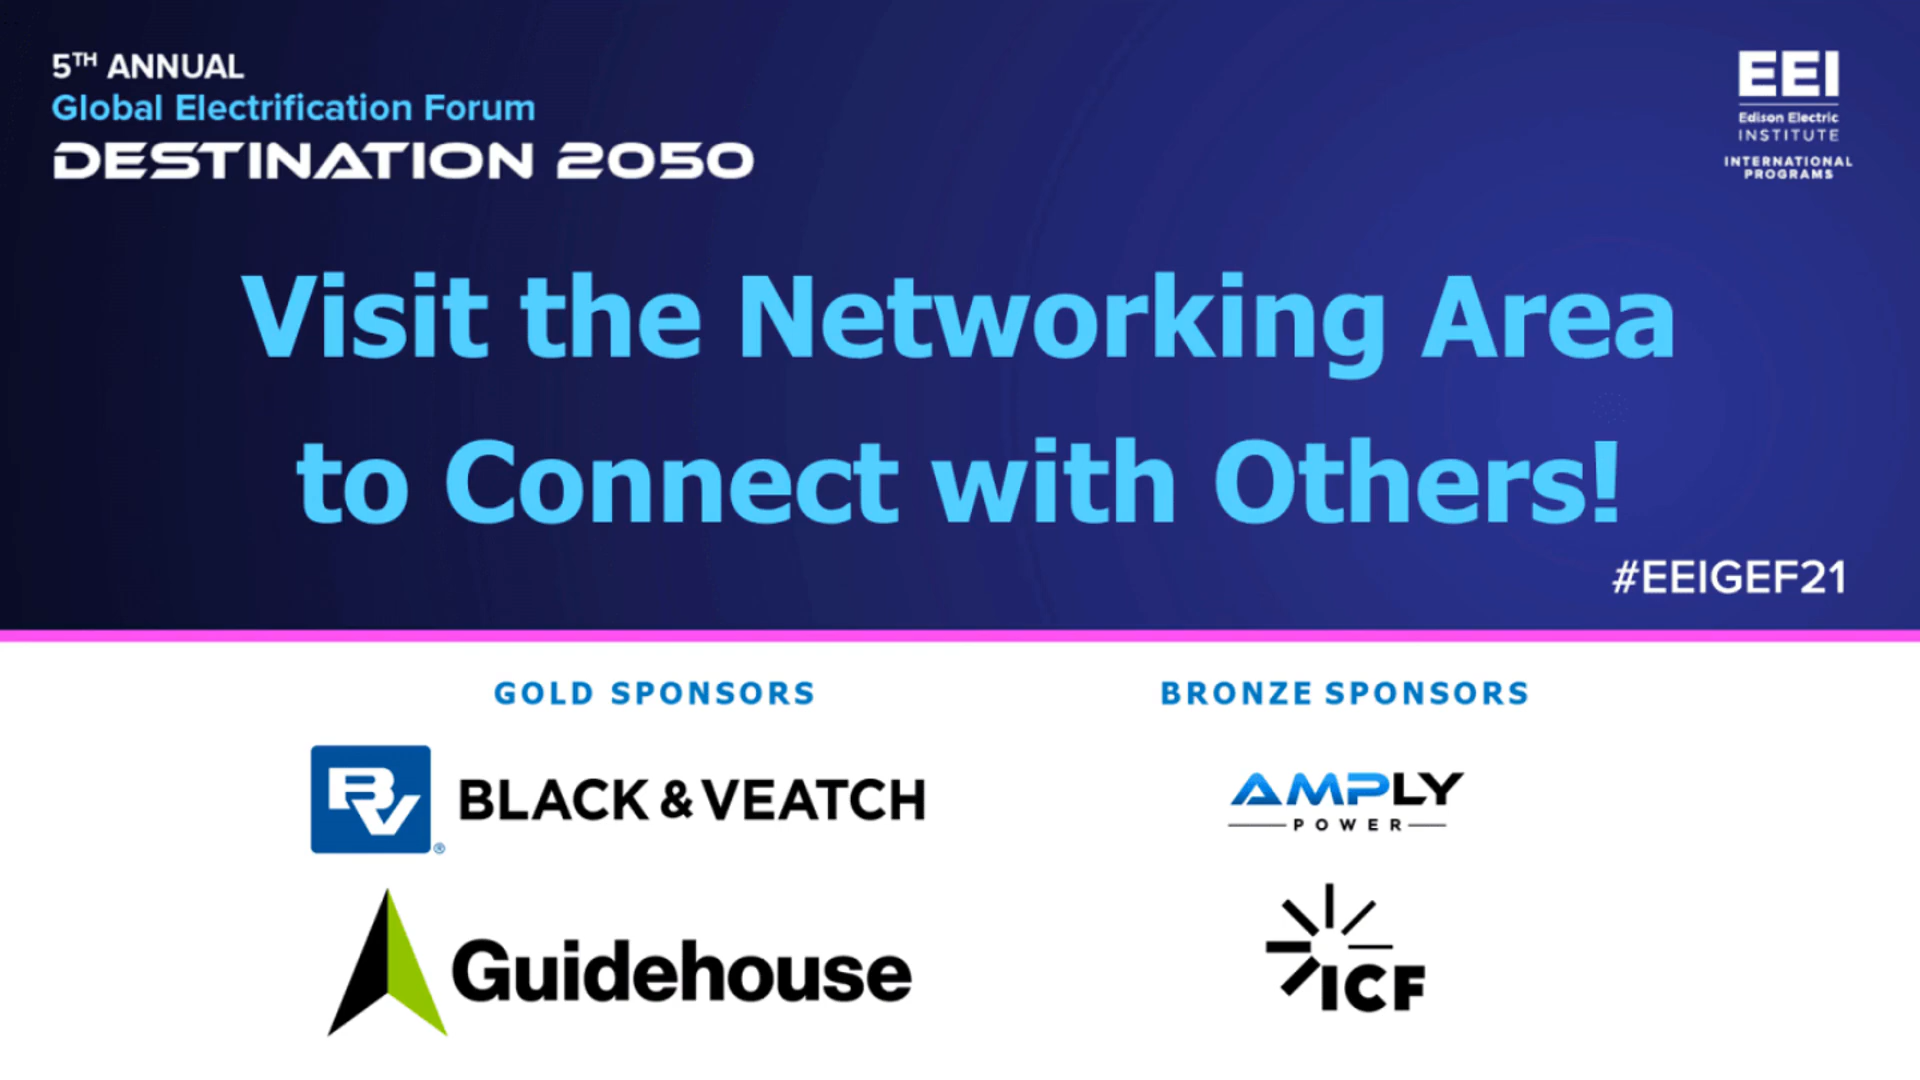 5TH ANNUAL
Global Electrification Forum
DESTINATION 2050
EEI
Edison Electric
INSTITUTE
INTERNATIONAL
PROGRAMS
Visit the Networking Area
to Connect with Others!
#EEIGEF21
GOLD SPONSORS
BV
®
BLACK & VEATCH
Guidehouse
BRONZE SPONSORS
AMPLY
POWER
ICF